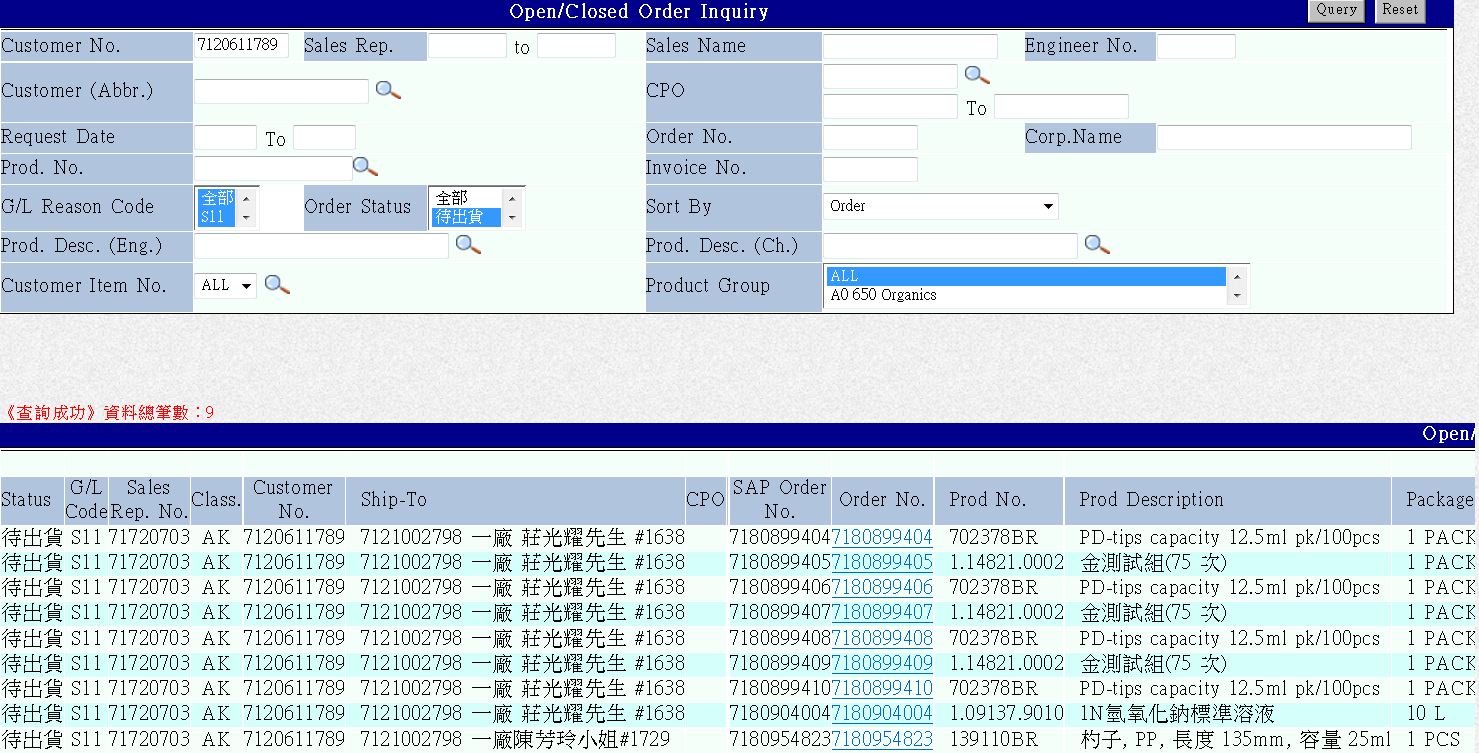 Open/Closed Order Inquiry Query Reset
Customer No. 7120611789 Sales Rep. to Sales Name Engineer No.
Customer (Abbr.) CPO
To
Request Date To Order No. Corp.Name
Prod. No. Invoice No.
G/L Reason Code 全部 S11 Order Status 全部 待出貨 Sort By Order
Prod. Desc. (Eng.) Prod. Desc. (Ch.)
Customer Item No. ALL Product Group ALL
A0 650 Organics
《查詢成功》資料總筆數：9
Open/
Status G/L Code Sales Rep. No. Class. Customer No. Ship-To CPO SAP Order No. Order No. Prod No. Prod Description Package
待出貨 S11 71720703 AK 7120611789 7121002798 一廠 莊光耀先生 #1638 7180899404 7180899404 702378BR PD-tips capacity 12.5ml pk/100pcs 1 PACK
待出貨 S11 71720703 AK 7120611789 7121002798 一廠 莊光耀先生 #1638 7180899405 7180899405 1.14821.0002 金測試組(75 次) 1 PACK
待出貨 S11 71720703 AK 7120611789 7121002798 一廠 莊光耀先生 #1638 7180899406 7180899406 702378BR PD-tips capacity 12.5ml pk/100pcs 1 PACK
待出貨 S11 71720703 AK 7120611789 7121002798 一廠 莊光耀先生 #1638 7180899407 7180899407 1.14821.0002 金測試組(75 次) 1 PACK
待出貨 S11 71720703 AK 7120611789 7121002798 一廠 莊光耀先生 #1638 7180899408 7180899408 702378BR PD-tips capacity 12.5ml pk/100pcs 1 PACK
待出貨 S11 71720703 AK 7120611789 7121002798 一廠 莊光耀先生 #1638 7180899409 7180899409 1.14821.0002 金測試組(75 次) 1 PACK
待出貨 S11 71720703 AK 7120611789 7121002798 一廠 莊光耀先生 #1638 7180899410 7180899410 702378BR PD-tips capacity 12.5ml pk/100pcs 1 PACK
待出貨 S11 71720703 AK 7120611789 7121002798 一廠 莊光耀先生 #1638 7180904004 7180904004 1.09137.9010 1N氫氧化鈉標準溶液 10 L
待出貨 S11 71720703 AK 7120611789 7121002798 一廠陳芳玲小姐#1729 7180954823 7180954823 139110BR 杓子, PP, 長度 135mm, 容量 25ml 1 PCS